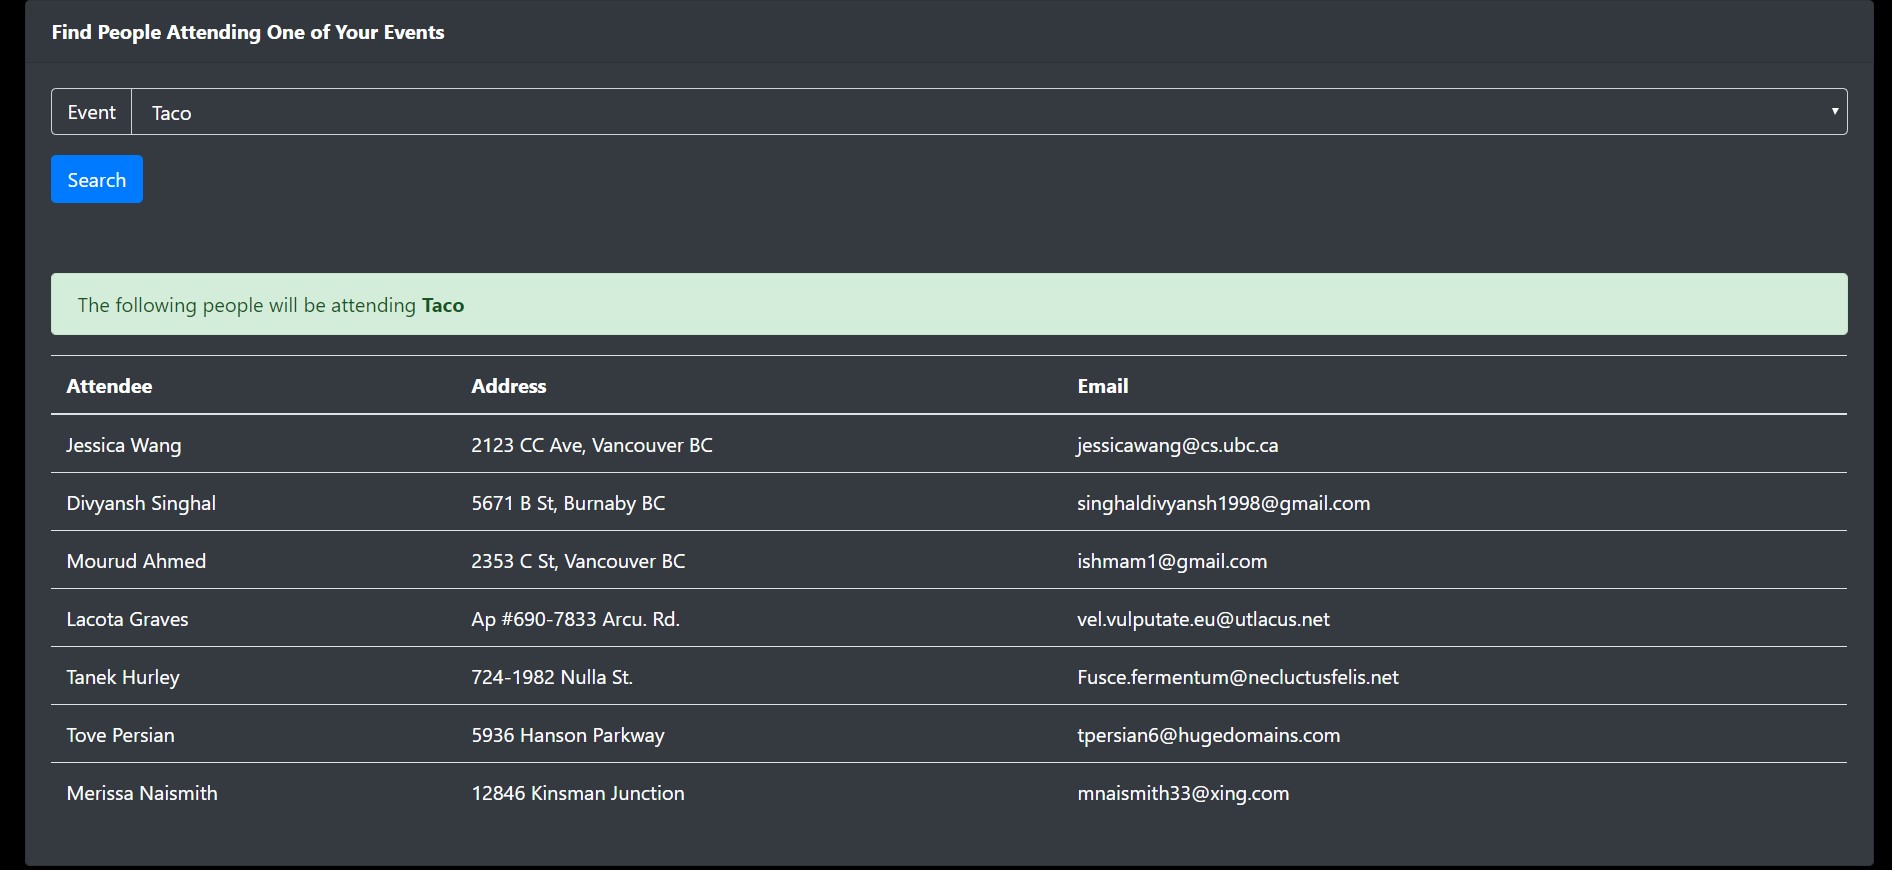 Find People Attending One of Your Events
Event Taco
Search
The following people will be attending Taco
Attendee Address Email
Jessica Wang 2123 CC Ave, Vancouver BC jessicawang@cs.ubc.ca
Divyansh Singhal 5671 B St, Burnaby BC singhaldivyansh1998@gmail.com
Mourud Ahmed 2353 C St, Vancouver BC ishmam1@gmail.com
Lacota Graves Ap #690-7833 Arcu. Rd. vel.vulputate.eu@utlacus.net
Tanek Hurley 724-1982 Nulla St. Fusce.fermentum@necluctusfelis.net
Tove Persian 5936 Hanson Parkway tpersian6@hugedomains.com
Merissa Naismith 12846 Kinsman Junction mnaismith33@xing.com